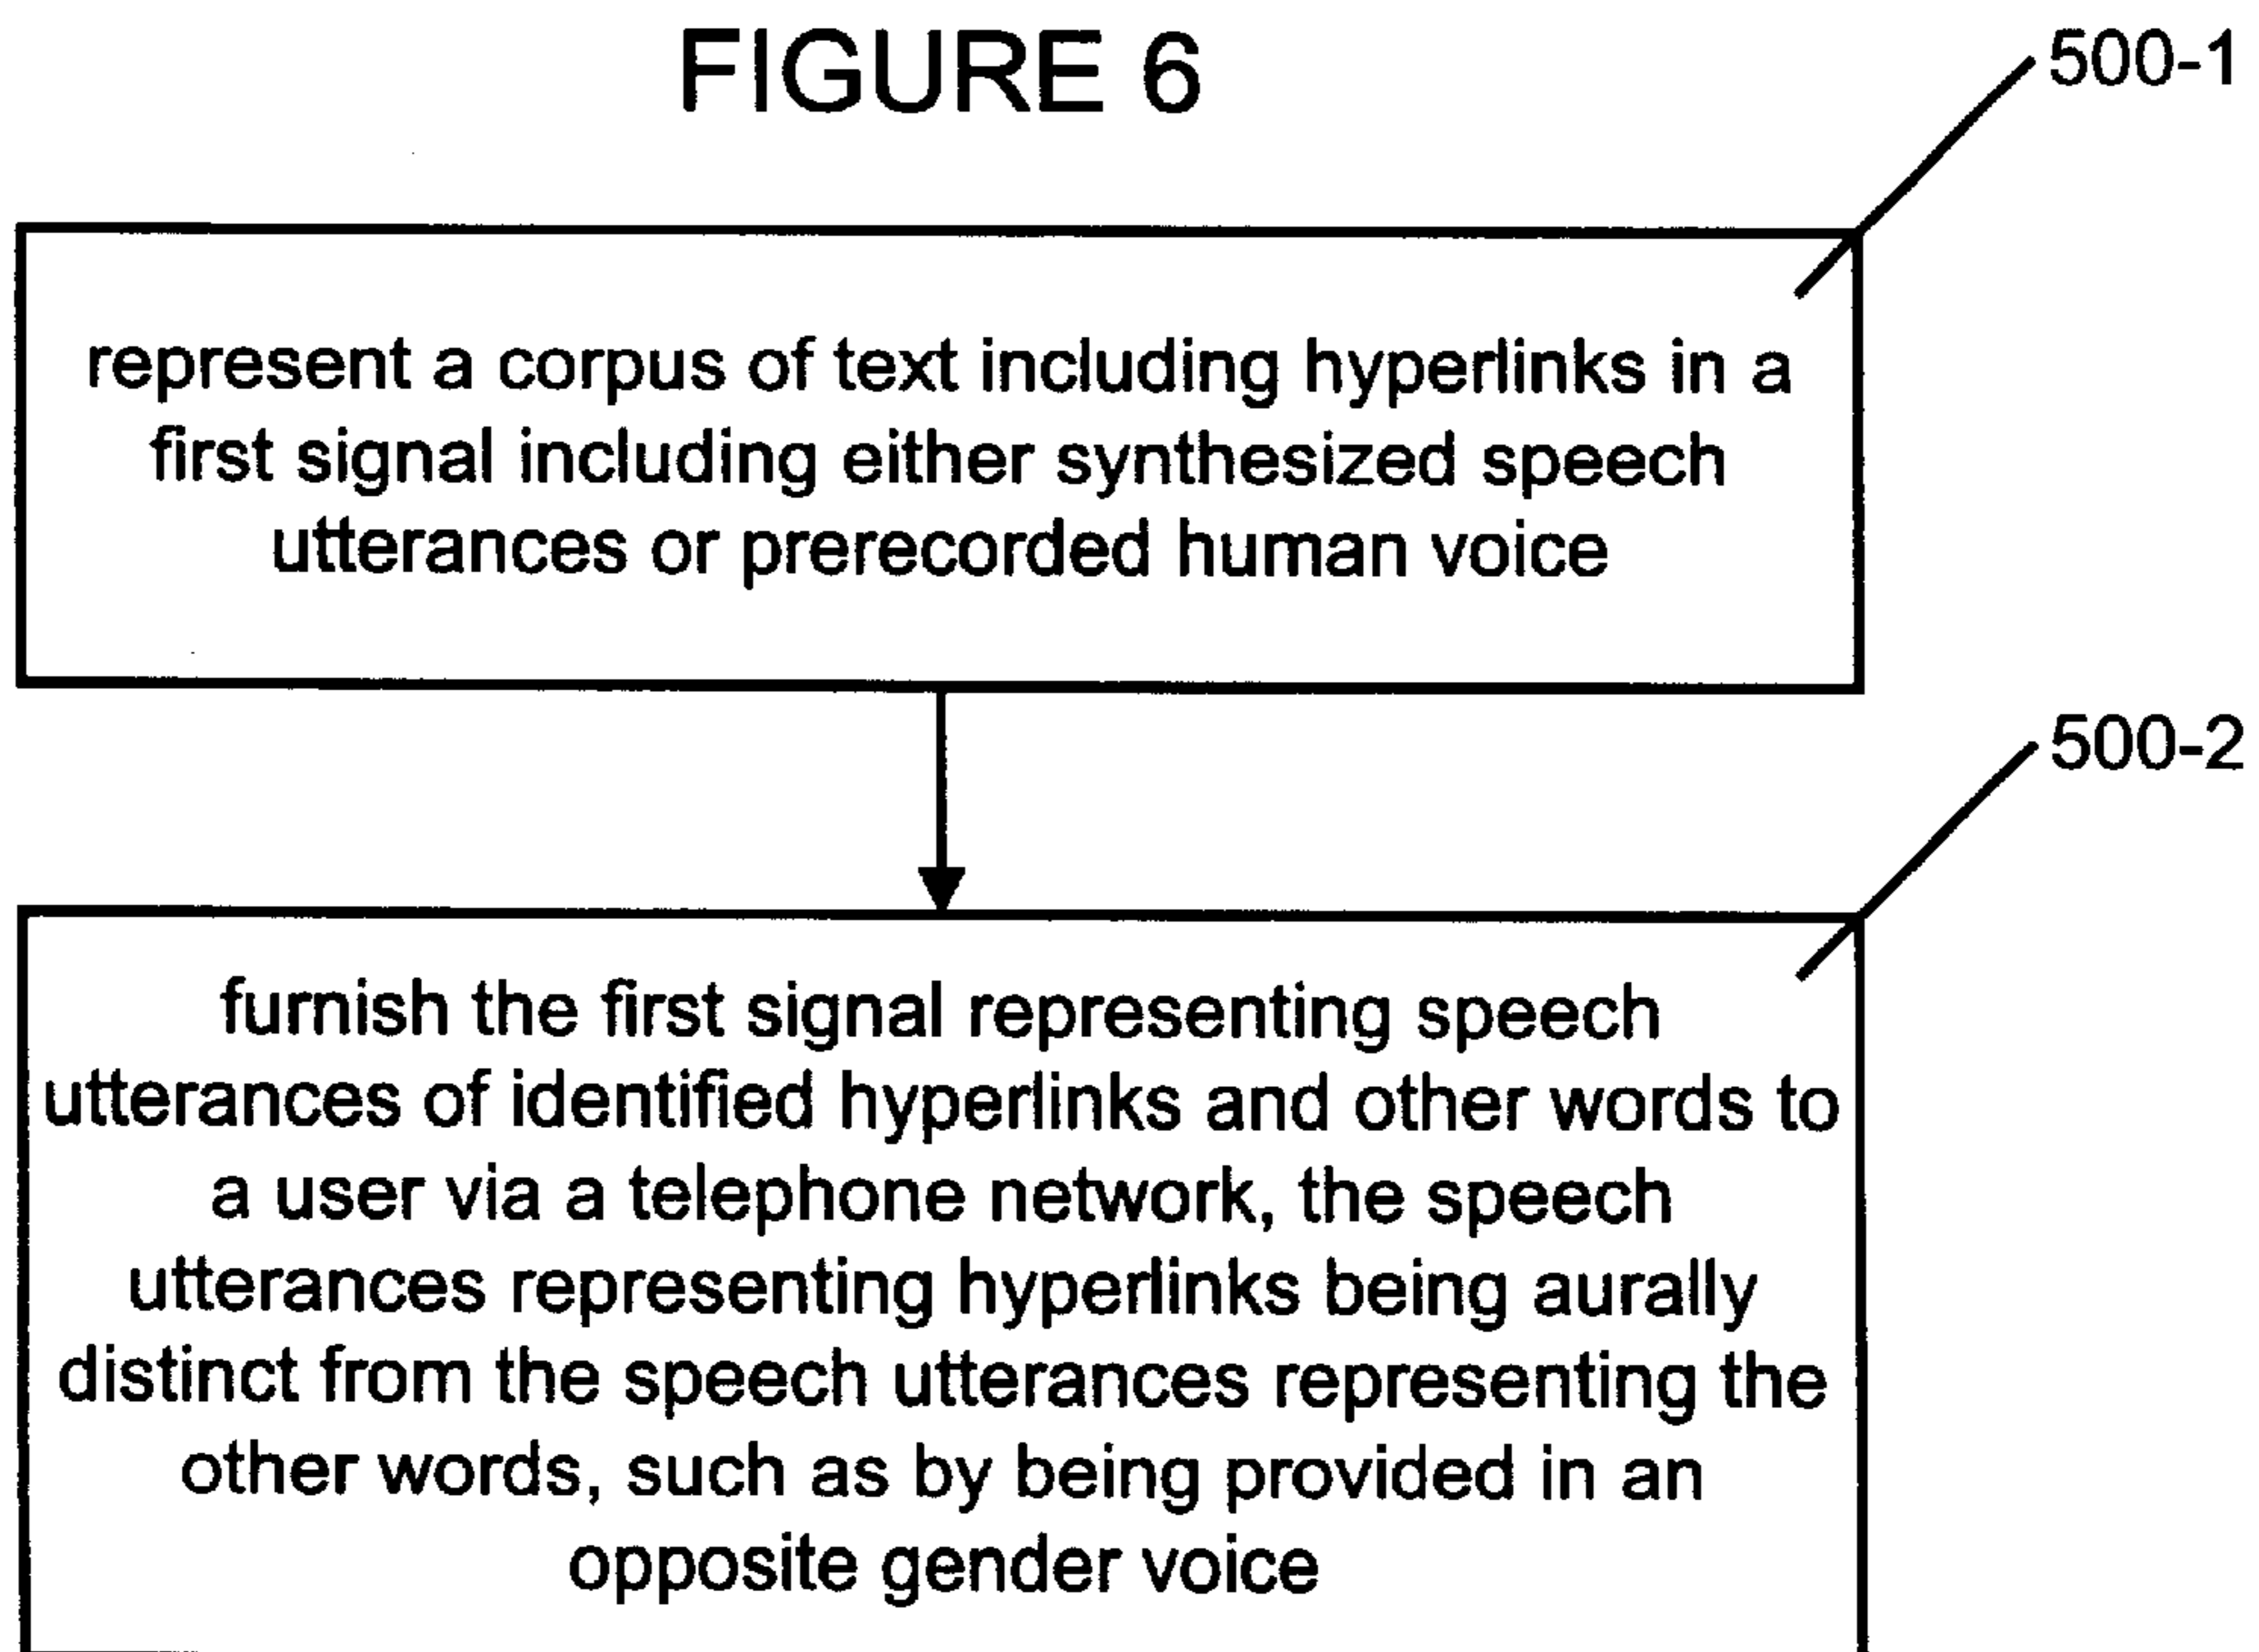 FIGURE 6
500-1
represent a corpus of text including hyperlinks in a
first signal including either synthesized speech
utterances or prerecorded human voice
500-2
furnish the first signal representing speech
utterances of identified hyperlinks and other words to
a user via a telephone network, the speech
utterances representing hyperlinks being aurally
distinct from the speech utterances representing the
other words, such as by being provided in an
opposite gender voice